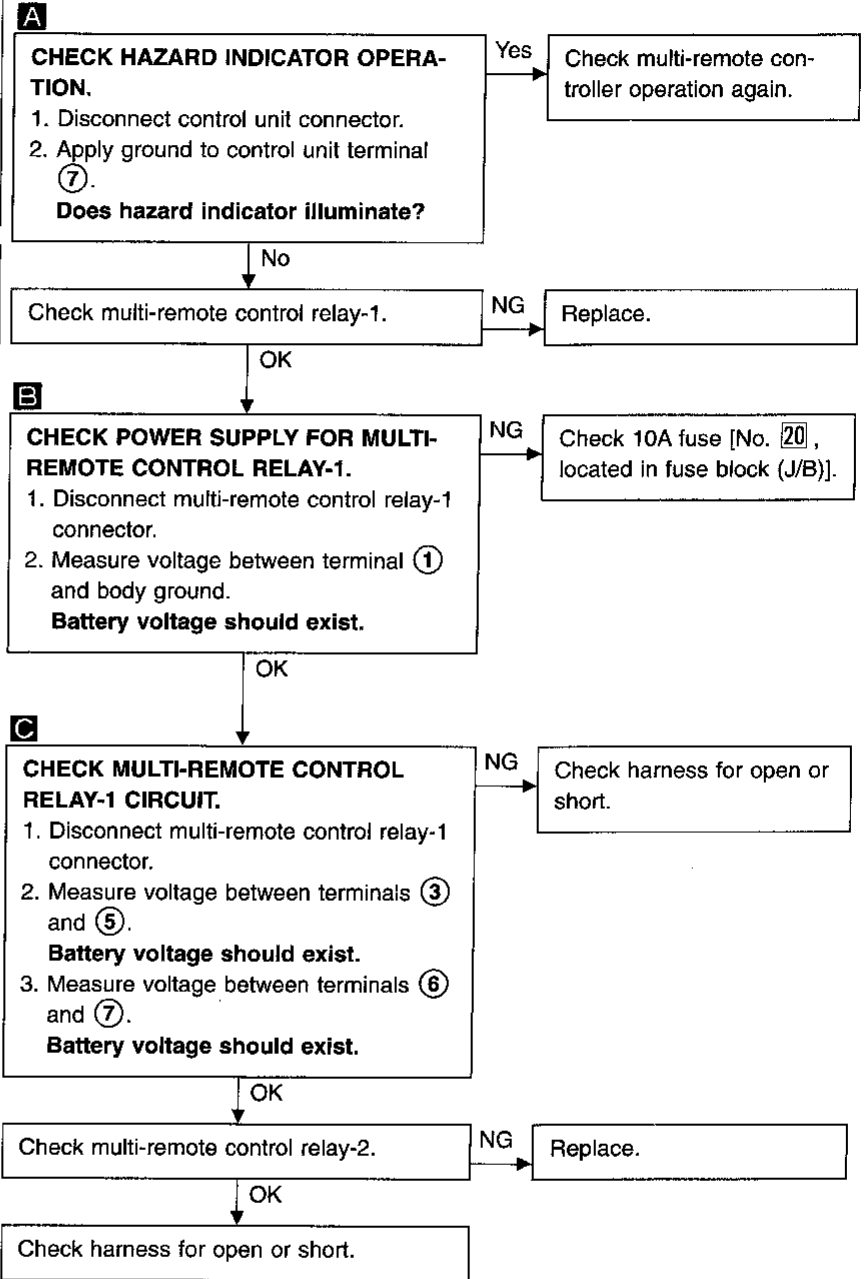 A
CHECK HAZARD INDICATOR OPERA-
TION.
1. Disconnect control unit connector.
2. Apply ground to control unit terminal
⑦.
Does hazard indicator illuminate?
Yes
Check multi-remote con-
troller operation again.
No
Check multi-remote control relay-1.
NG
Replace.
OK
B
CHECK POWER SUPPLY FOR MULTI-
REMOTE CONTROL RELAY-1.
1. Disconnect multi-remote control relay-1
connector.
2. Measure voltage between terminal ①
and body ground.
Battery voltage should exist.
NG
Check 10A fuse [No. 20 ,
located in fuse block (J/B)].
OK
C
CHECK MULTI-REMOTE CONTROL
RELAY-1 CIRCUIT.
1. Disconnect multi-remote control relay-1
connector.
2. Measure voltage between terminals ③
and ⑤.
Battery voltage should exist.
3. Measure voltage between terminals ⑥
and ⑦.
Battery voltage should exist.
NG
Check harness for open or
short.
OK
Check multi-remote control relay-2.
NG
Replace.
OK
Check harness for open or short.